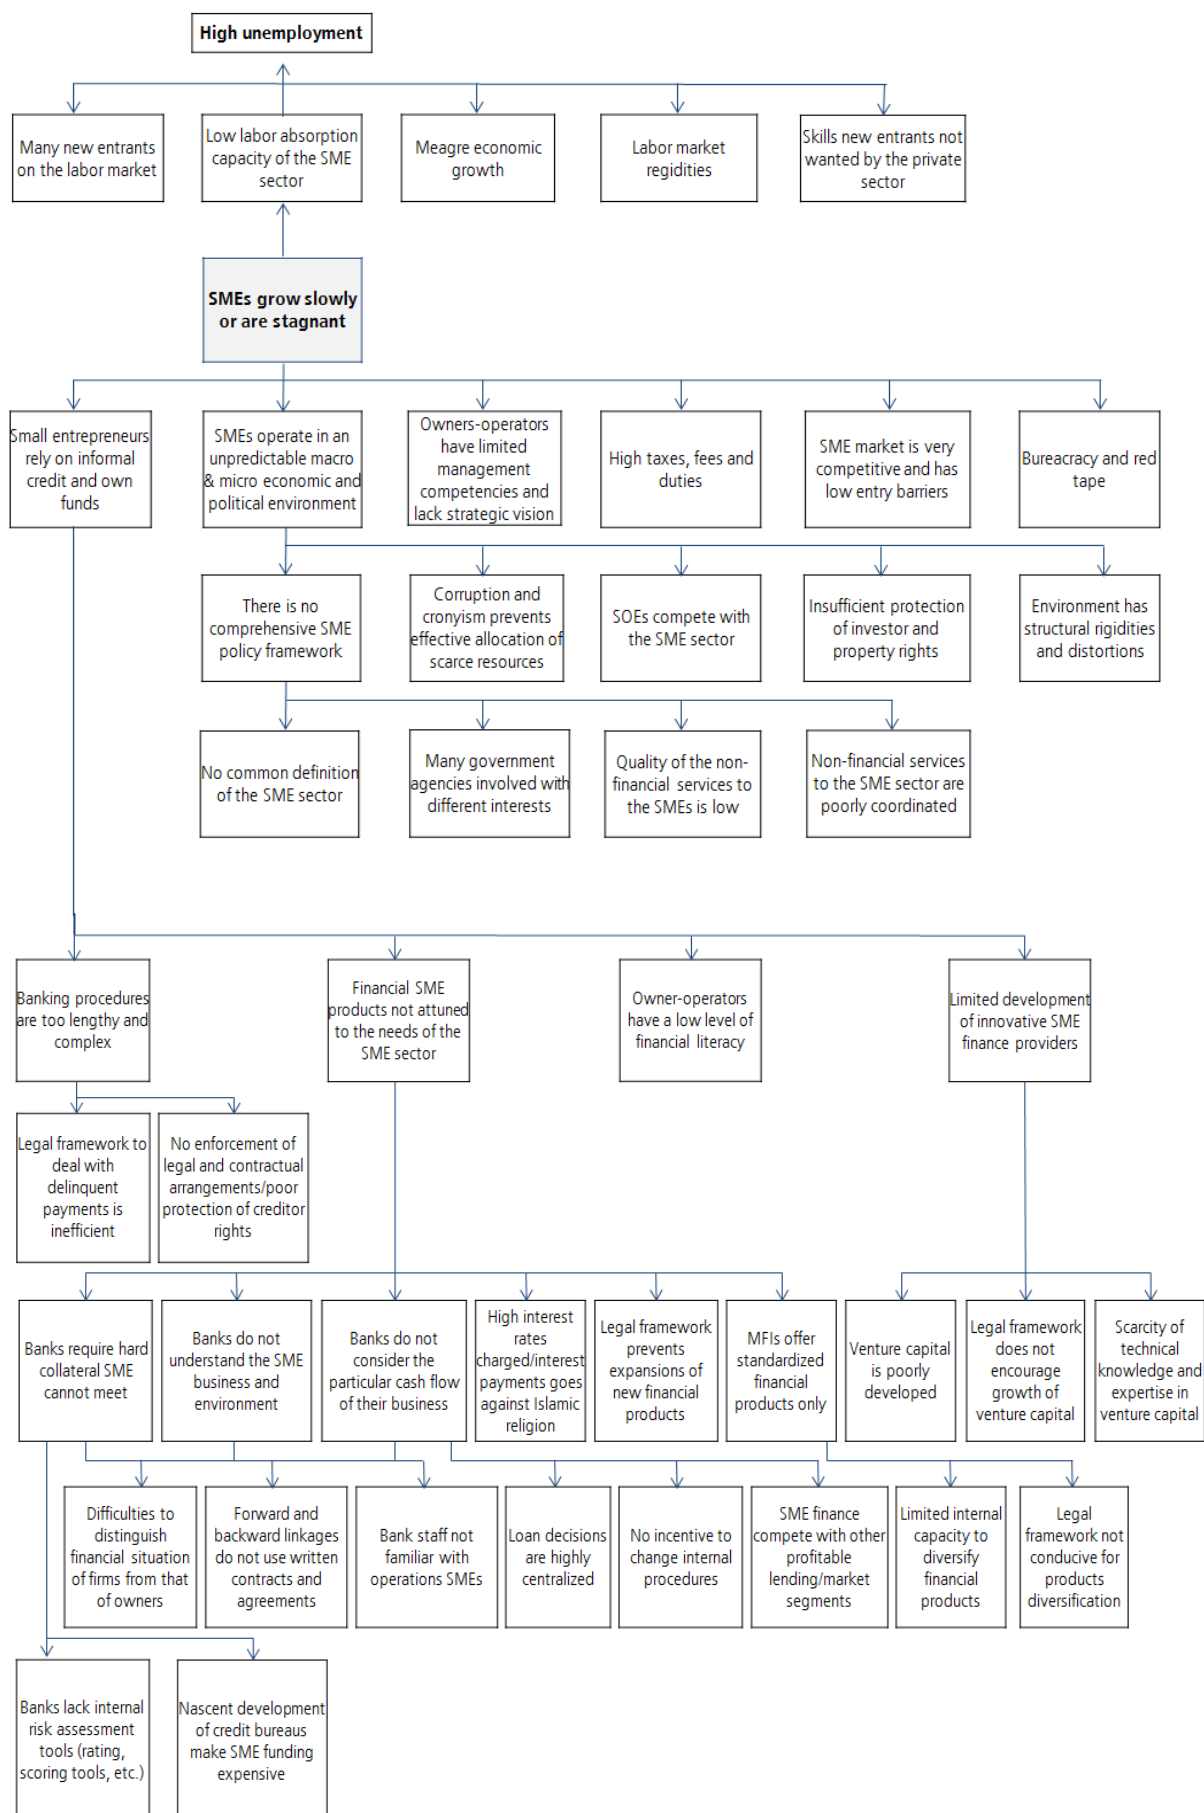 High unemployment
Many new entrants
on the labor market
Low labor absorption
capacity of the SME
sector
Meagre economic
growth
Labor market
regidities
Skills new entrants not
wanted by the private
sector
SMEs grow slowly
or are stagnant
Small entrepreneurs
rely on informal
credit and own
funds
SMEs operate in an
unpredictable macro
& micro economic and
political environment
Owners-operators
have limited
management
competencies and
lack strategic vision
High taxes, fees and
duties
SME market is very
competitive and has
low entry barriers
Bureacracy and red
tape
There is no
comprehensive SME
policy framework
Corruption and
cronyism prevents
effective allocation of
scarce resources
SOEs compete with
the SME sector
Insufficient protection
of investor and
property rights
Environment has
structural rigidities
and distortions
No common definition
of the SME sector
Many government
agencies involved with
different interests
Quality of the non-
financial services to
the SMEs is low
Non-financial services
to the SME sector are
poorly coordinated
Banking procedures
are too lengthy and
complex
Financial SME
products not attuned
to the needs of the
SME sector
Owner-operators
have a low level of
financial literacy
Limited development
of innovative SME
finance providers
Legal framework to
deal with
delinquent
payments is
inefficient
No enforcement of
legal and contractual
arrangements/poor
protection of creditor
rights
Banks require hard
collateral SME
cannot meet
Banks do not
understand the SME
business and
environment
Banks do not
consider the
particular cash flow
of their business
High interest
rates
charged/interest
payments goes
against Islamic
religion
Legal framework
prevents
expansions of
new financial
products
MFIs offer
standardized
financial
products only
Venture capital
is poorly
developed
Legal framework
does not
encourage
growth of
venture capital
Scarcity of
technical
knowledge and
expertise in
venture capital
Difficulties to
distinguish
financial situation
of firms from that
of owners
Forward and
backward linkages
do not use written
contracts and
agreements
Bank staff not
familiar with
operations SMEs
Loan decisions
are highly
centralized
No incentive to
change internal
procedures
SME finance
compete with other
profitable
lending/market
segments
Limited internal
capacity to
diversify
financial
products
Legal
framework not
conducive for
products
diversification
Banks lack internal
risk assessment
tools (rating,
scoring tools, etc.)
Nascent development
of credit bureaus
make SME funding
expensive